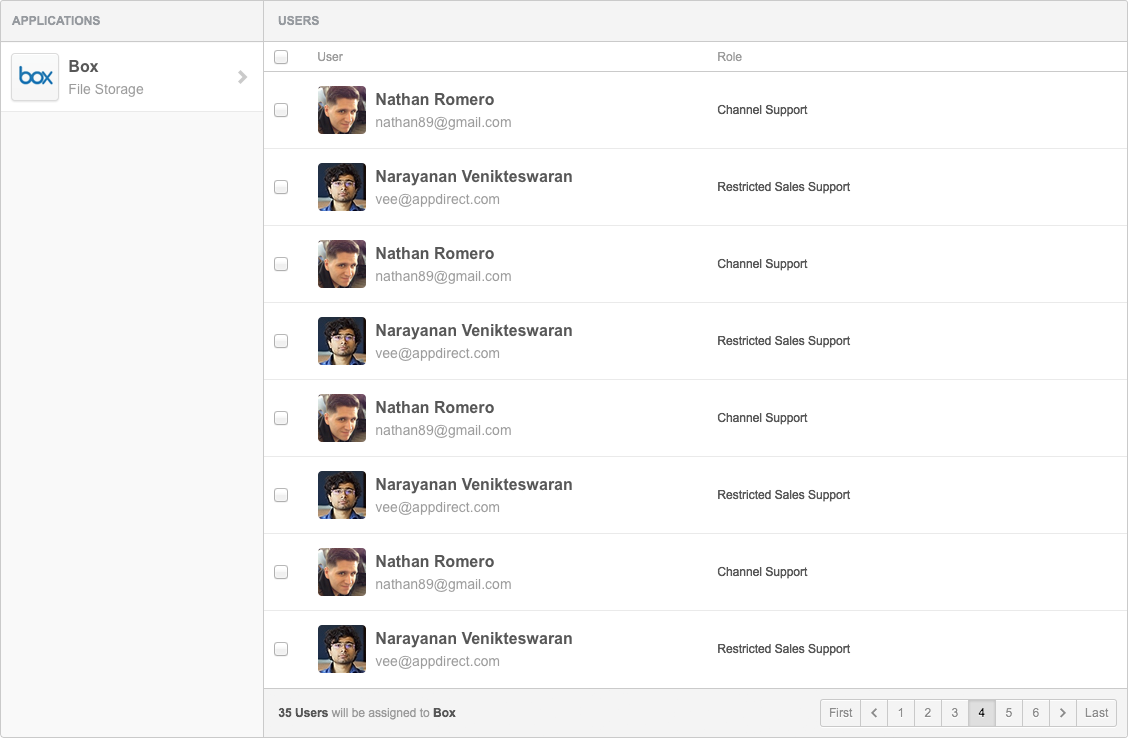 APPLICATIONS
USERS
box
Box
File Storage
User Role
Nathan Romero
nathan89@gmail.com
Channel Support
Narayanan Venikteswaran
vee@appdirect.com
Restricted Sales Support
Nathan Romero
nathan89@gmail.com
Channel Support
Narayanan Venikteswaran
vee@appdirect.com
Restricted Sales Support
Nathan Romero
nathan89@gmail.com
Channel Support
Narayanan Venikteswaran
vee@appdirect.com
Restricted Sales Support
Nathan Romero
nathan89@gmail.com
Channel Support
Narayanan Venikteswaran
vee@appdirect.com
Restricted Sales Support
35 Users will be assigned to Box
First 1 2 3 4 5 6 Last